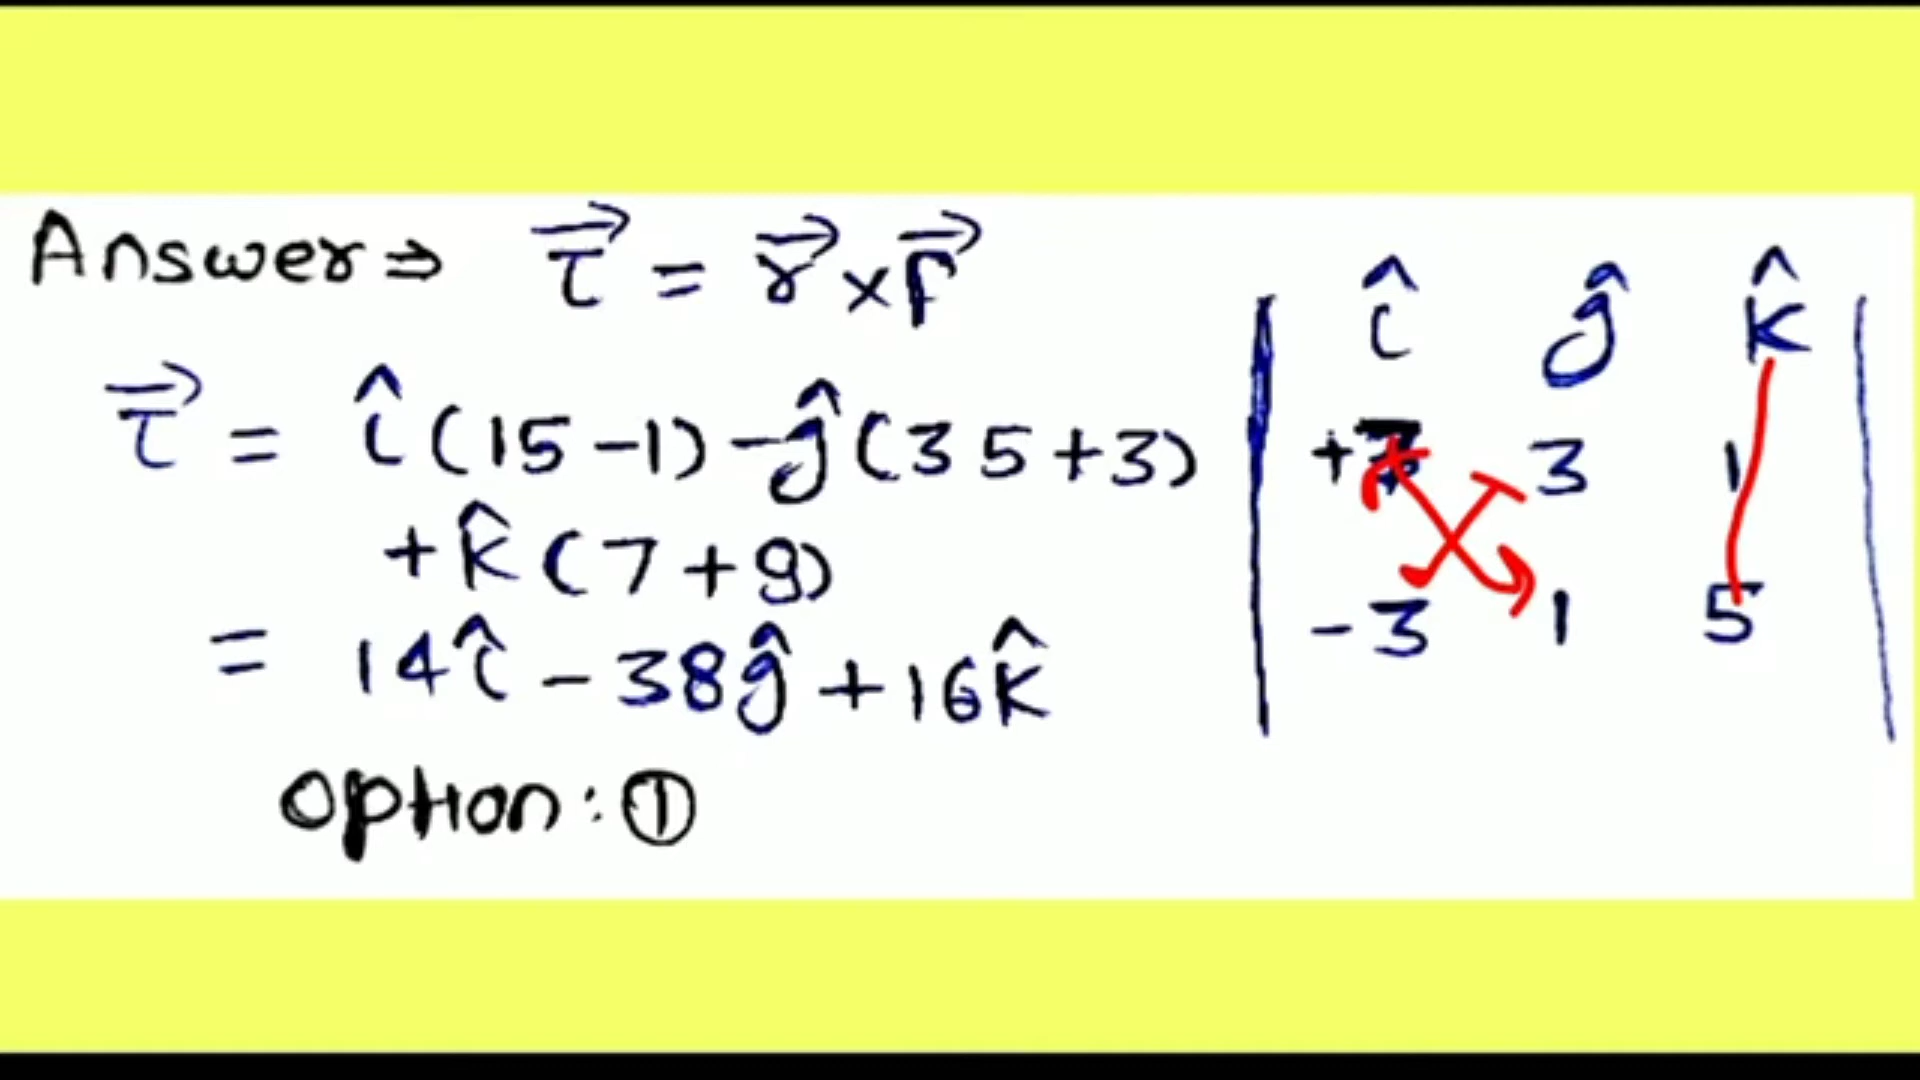 Answer ⇒ τ⃗ = r⃗ × F⃗
τ⃗ = î (15 - 1) - ĵ (35 + 3)
+ k̂ (7 + 9)
= 14î - 38ĵ + 16k̂
option : ①
î ĵ k̂
+7 3 1
-3 1 5